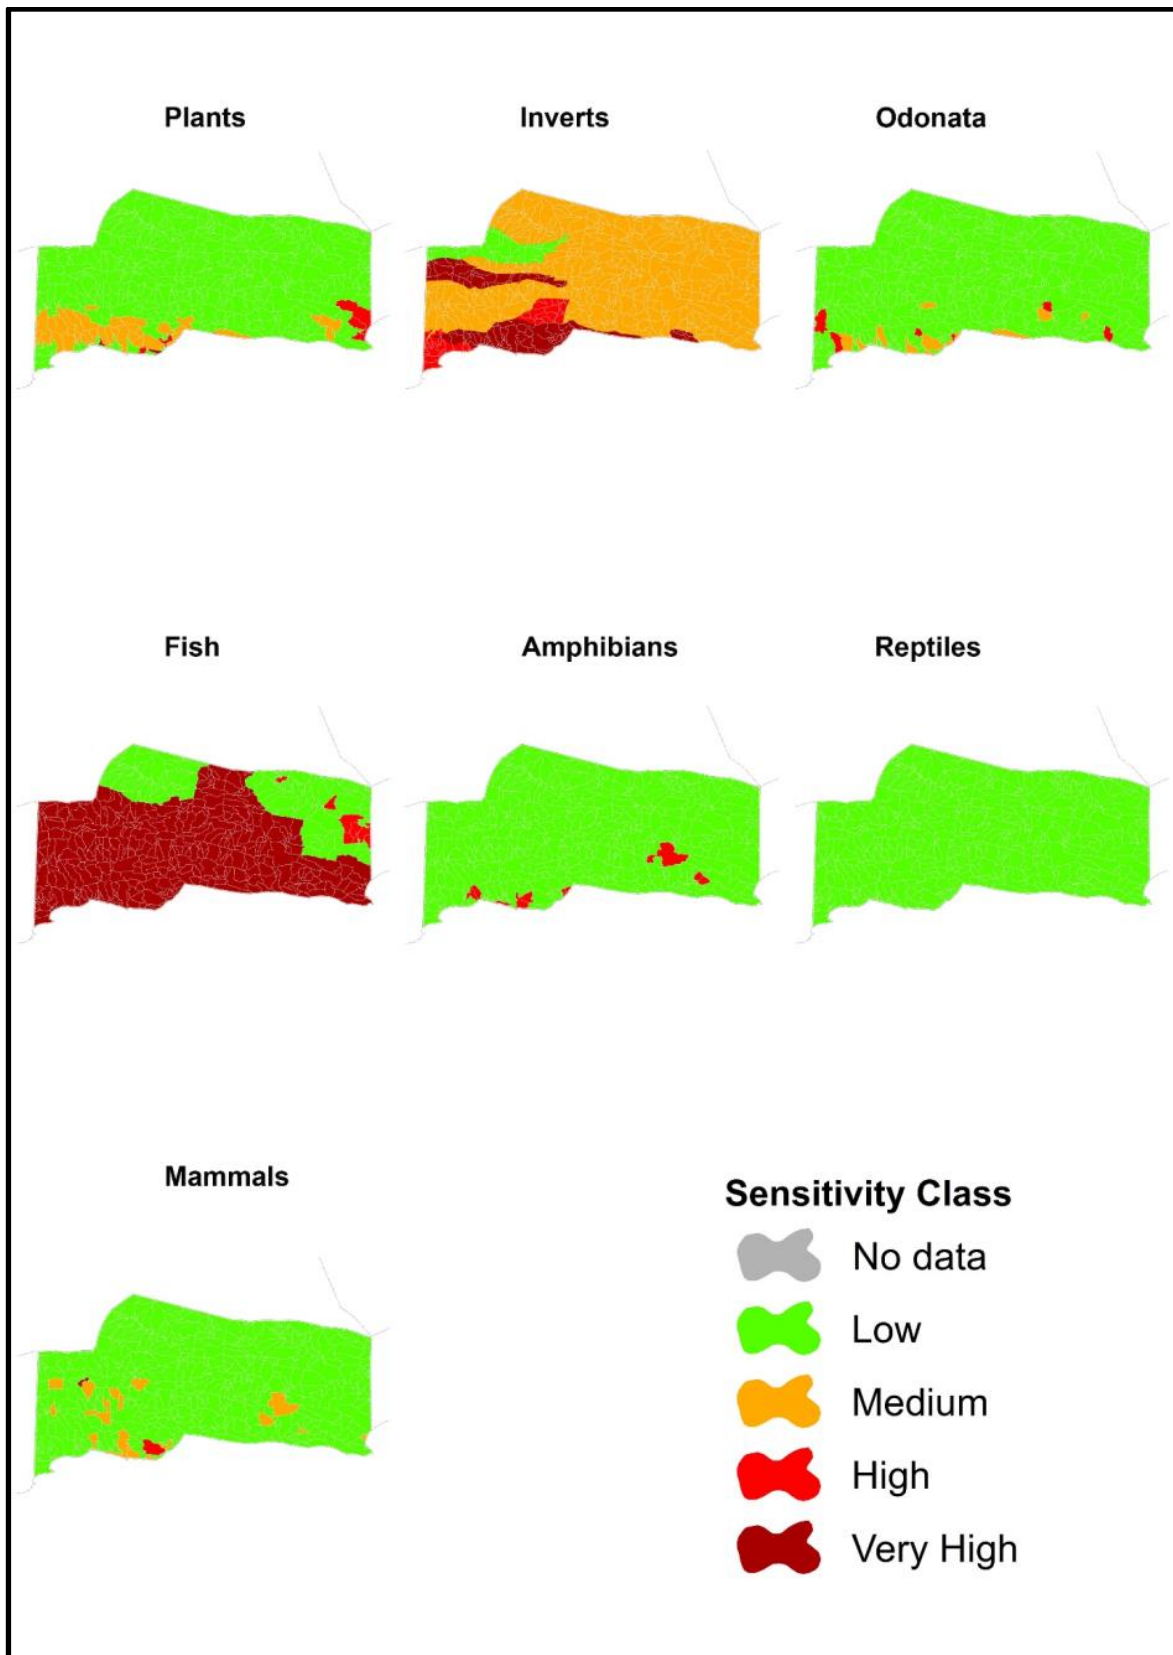 Plants
Inverts
Odonata
Fish
Amphibians
Reptiles
Mammals
Sensitivity Class
No data
Low
Medium
High
Very High